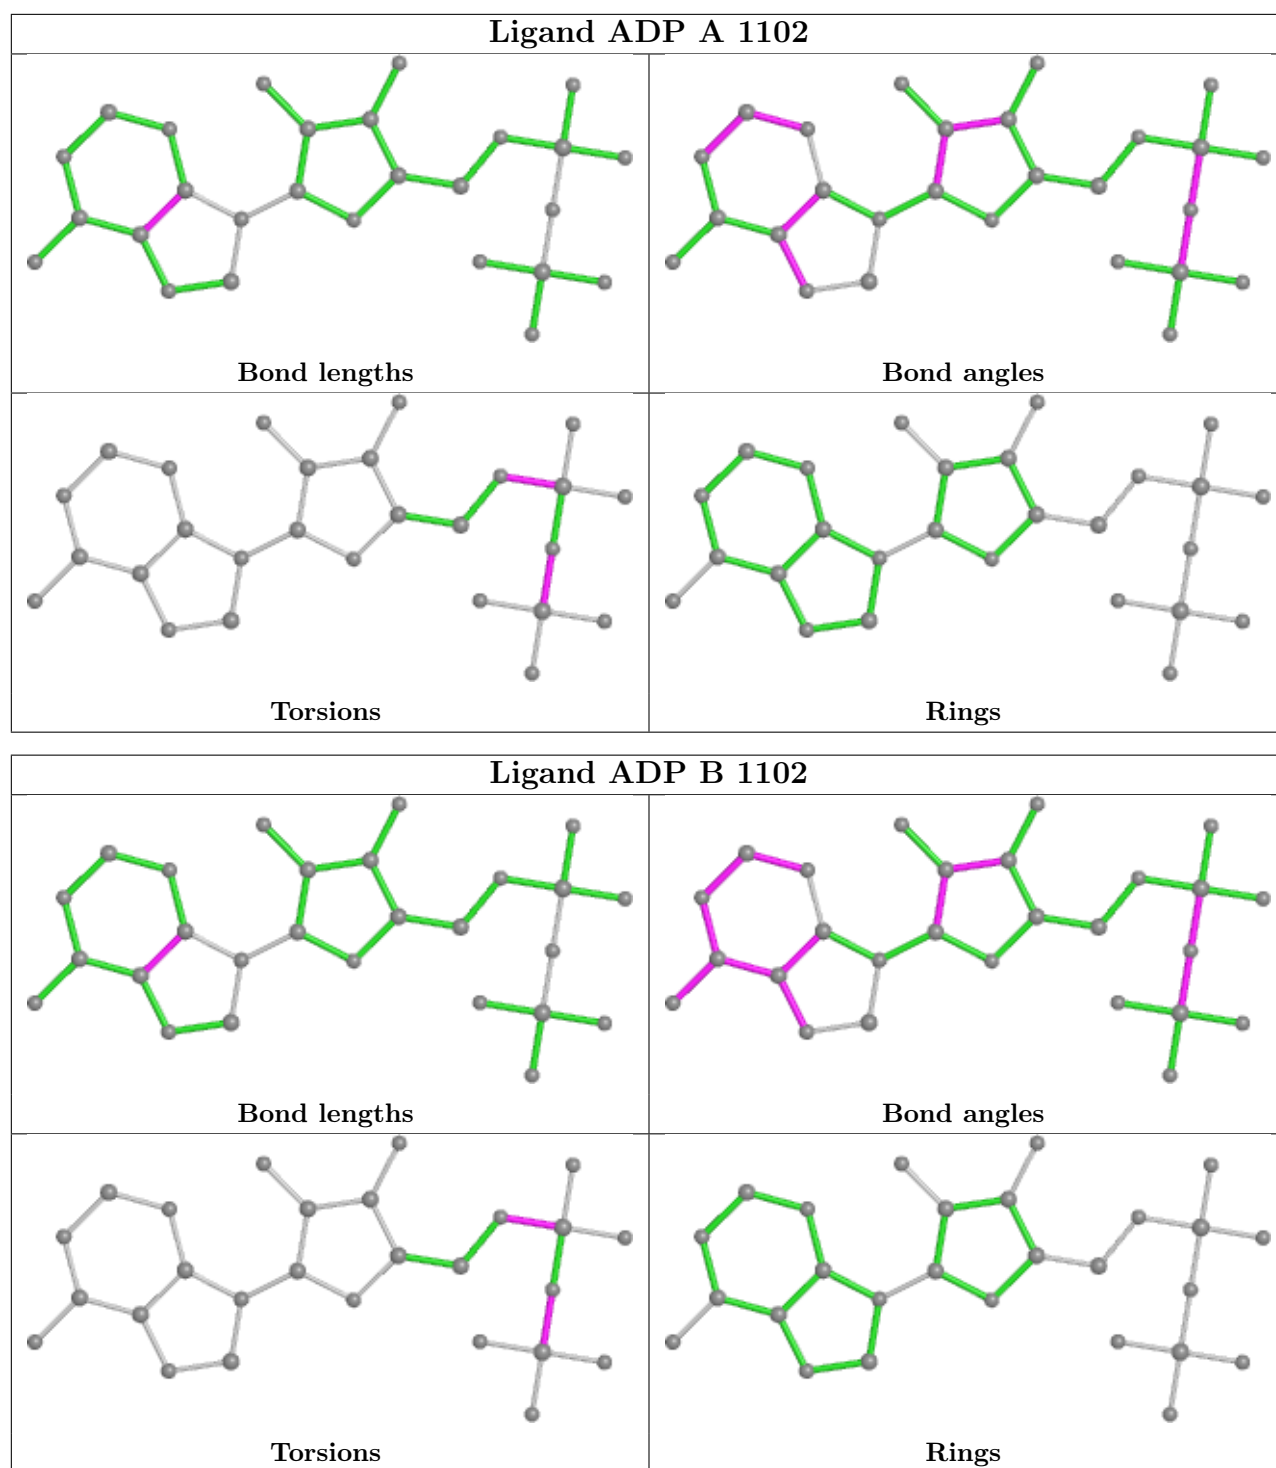 Ligand ADP A 1102
Bond lengths
Bond angles
Torsions
Rings
Ligand ADP B 1102
Bond lengths
Bond angles
Torsions
Rings